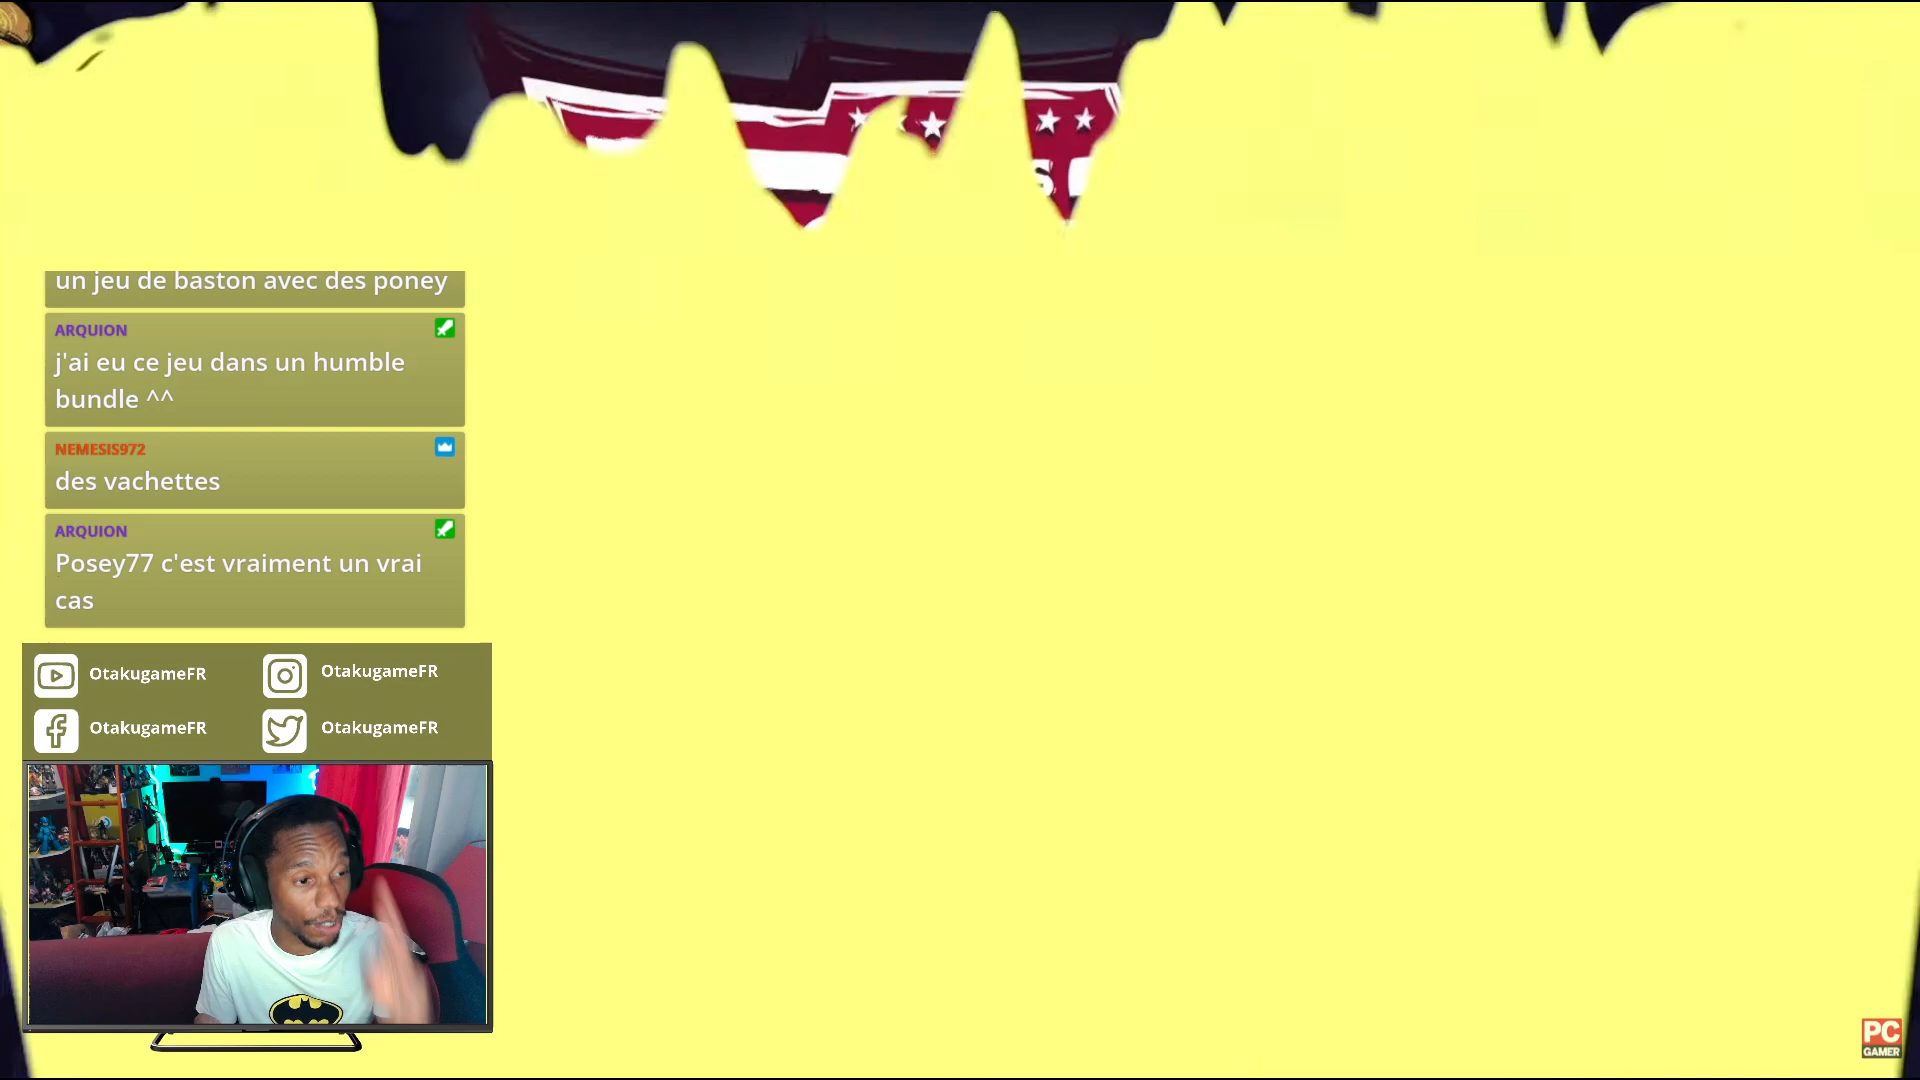 un jeu de baston avec des poney
ARQUION
j'ai eu ce jeu dans un humble
bundle ^^
NEMESIS972
des vachettes
ARQUION
Posey77 c'est vraiment un vrai
cas
OtakugameFR
OtakugameFR
OtakugameFR
OtakugameFR
PC
GAMER